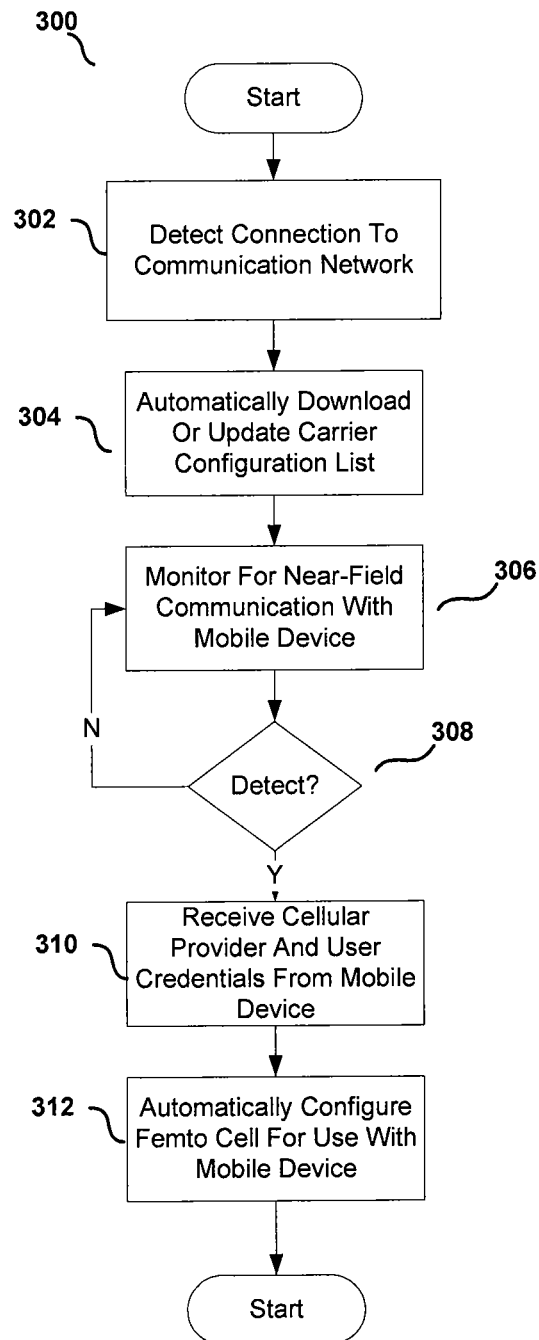 300
Start
302
Detect Connection To
Communication Network
304
Automatically Download
Or Update Carrier
Configuration List
Monitor For Near-Field
Communication With
Mobile Device
306
N
308
Detect?
Y
310
Receive Cellular
Provider And User
Credentials From Mobile
Device
312
Automatically Configure
Femto Cell For Use With
Mobile Device
Start